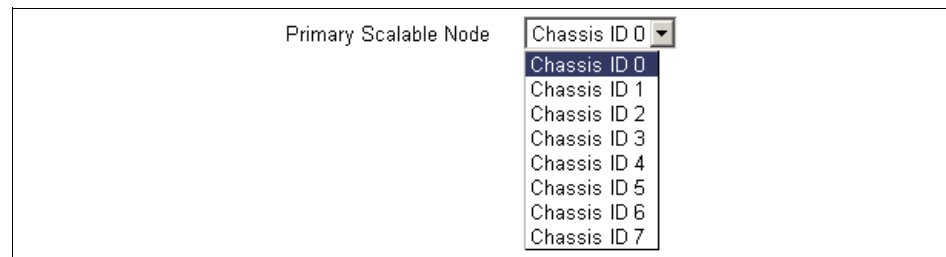 Primary Scalable Node Chassis ID 0
Chassis ID 0
Chassis ID 1
Chassis ID 2
Chassis ID 3
Chassis ID 4
Chassis ID 5
Chassis ID 6
Chassis ID 7